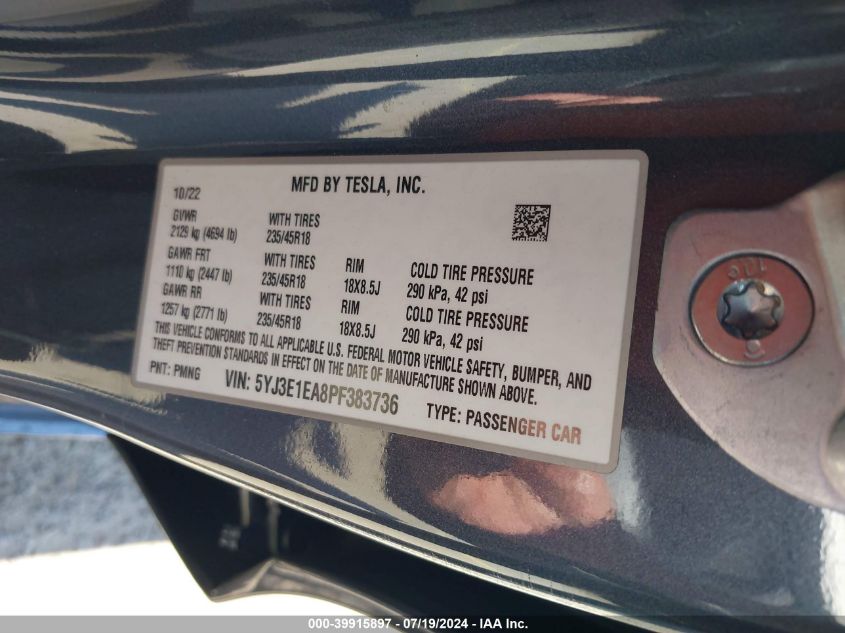 10/22 MFD BY TESLA, INC.
GVWR WITH TIRES
2129 kg (4694 lb) 235/45R18
GAWR FRT WITH TIRES RIM COLD TIRE PRESSURE
1110 kg (2447 lb) 235/45R18 18X8.5J 290 kPa, 42 psi
GAWR RR WITH TIRES RIM COLD TIRE PRESSURE
1257 kg (2771 lb) 235/45R18 18X8.5J 290 kPa, 42 psi
THIS VEHICLE CONFORMS TO ALL APPLICABLE U.S. FEDERAL MOTOR VEHICLE SAFETY, BUMPER, AND
THEFT PREVENTION STANDARDS IN EFFECT ON THE DATE OF MANUFACTURE SHOWN ABOVE.
PNT: PMNG VIN: 5YJ3E1EA8PF383736 TYPE: PASSENGER CAR
000-39915897 - 07/19/2024 - IAA Inc.